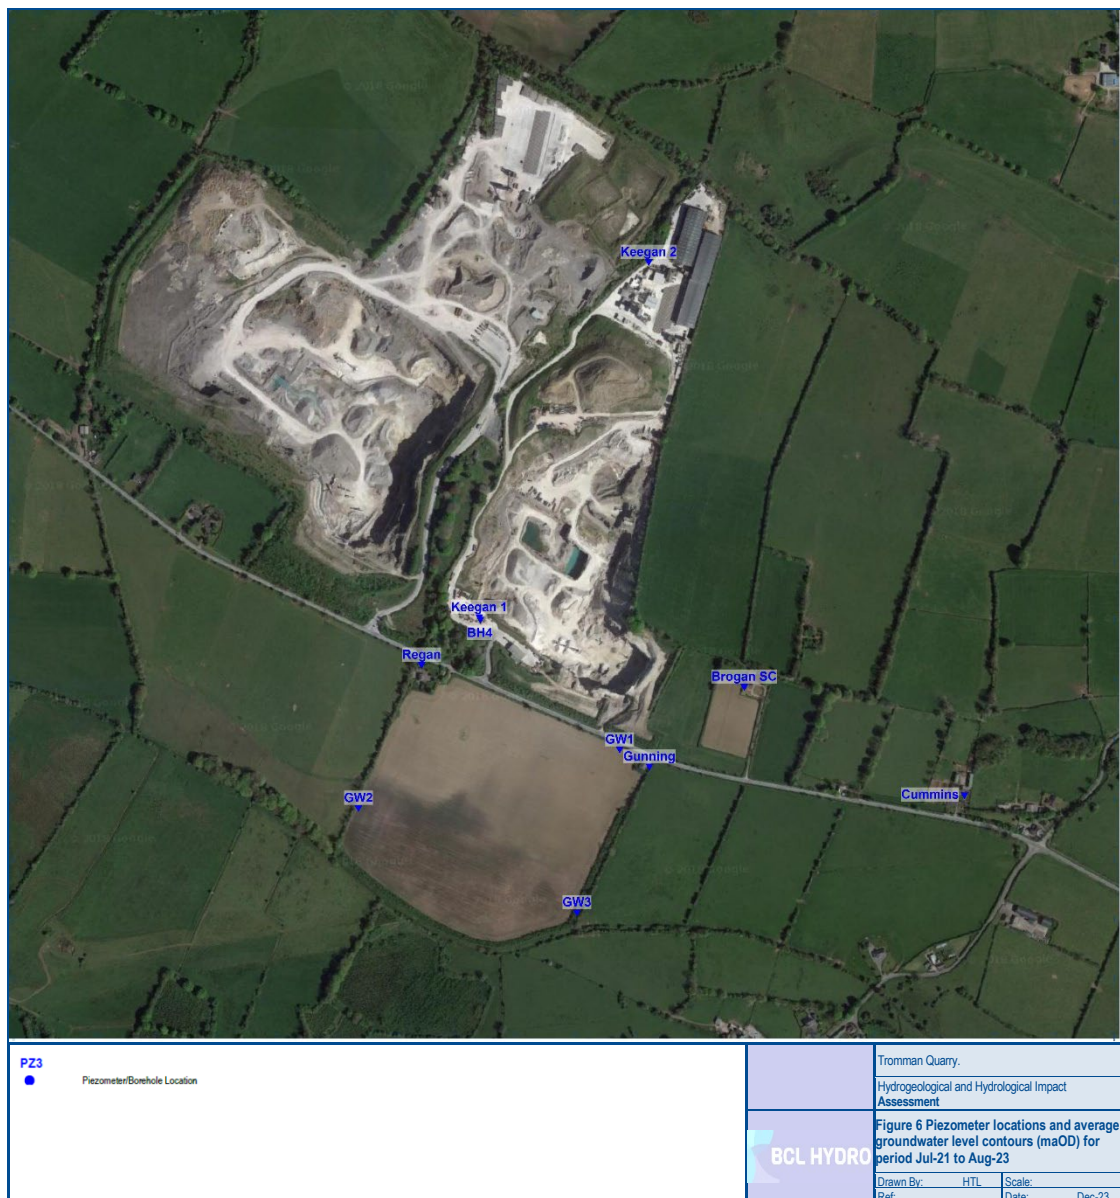 Keegan 2
Keegan 1
BH4
Regan
Brogan SC
GW1
Gunning
GW2
Cummins
GW3
PZ3
Piezometer/Borehole Location
Tromman Quarry.
Hydrogeological and Hydrological Impact
Assessment
BCL HYDRO
Figure 6 Piezometer locations and average
groundwater level contours (maOD) for
period Jul-21 to Aug-23
Drawn By: HTL Scale:
Ref: Date: Dec-23